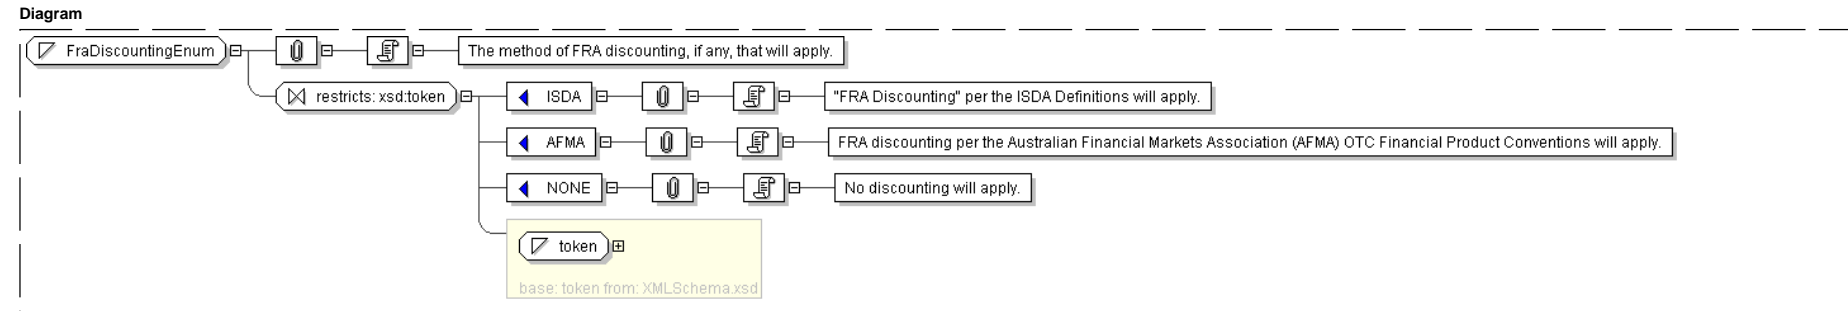 Diagram
FraDiscountingEnum The method of FRA discounting, if any, that will apply.
restricts: xsd:token ISDA "FRA Discounting" per the ISDA Definitions will apply.
AFMA FRA discounting per the Australian Financial Markets Association (AFMA) OTC Financial Product Conventions will apply.
NONE No discounting will apply.
token
base: token from: XMLSchema.xsd